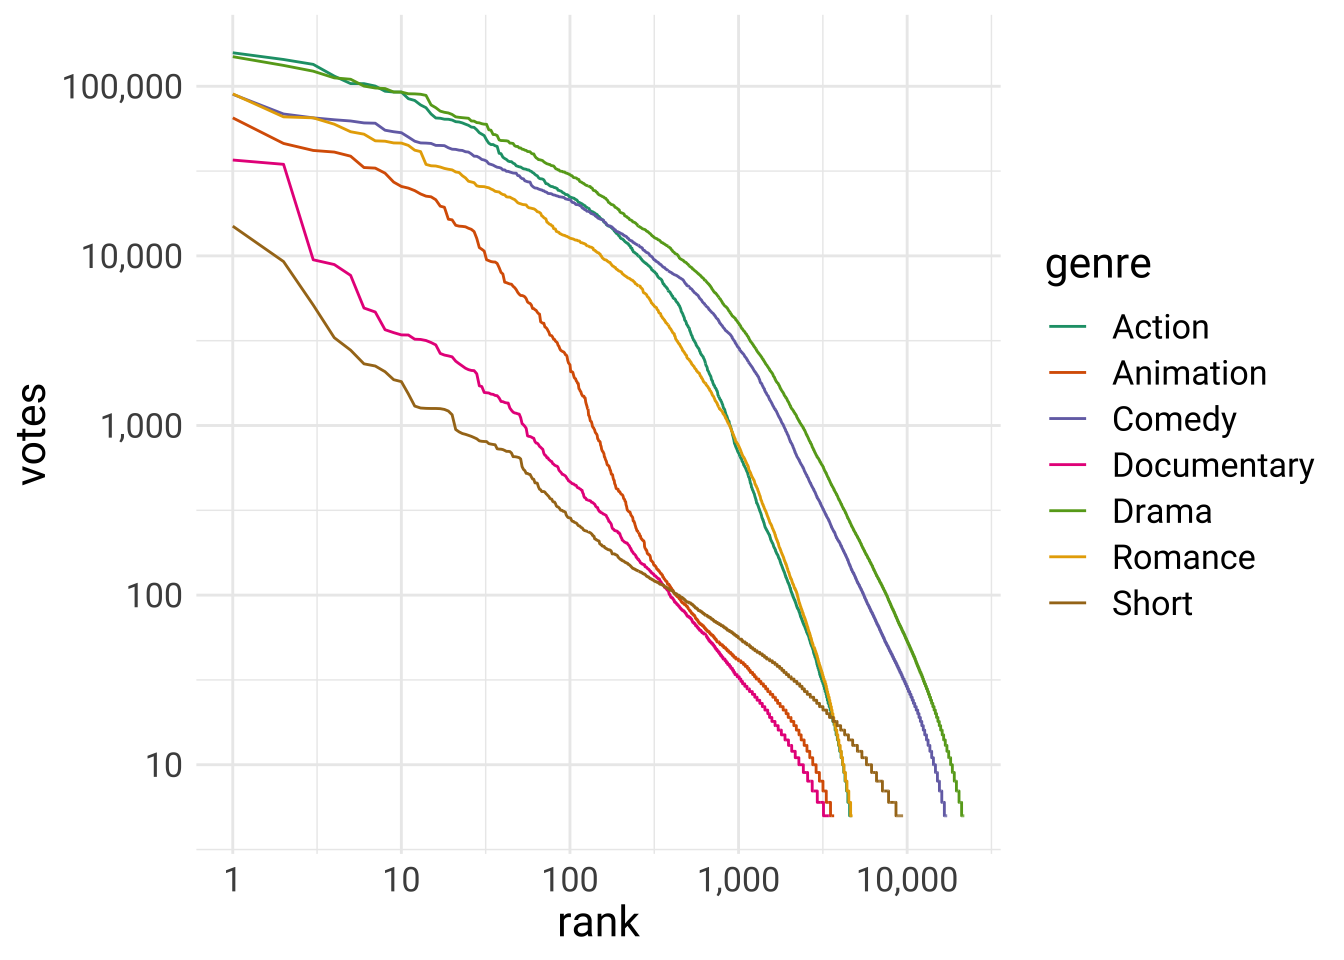 100,000
10,000
1,000
100
10
votes
1
10
100
1,000
10,000
rank
genre
Action
Animation
Comedy
Documentary
Drama
Romance
Short